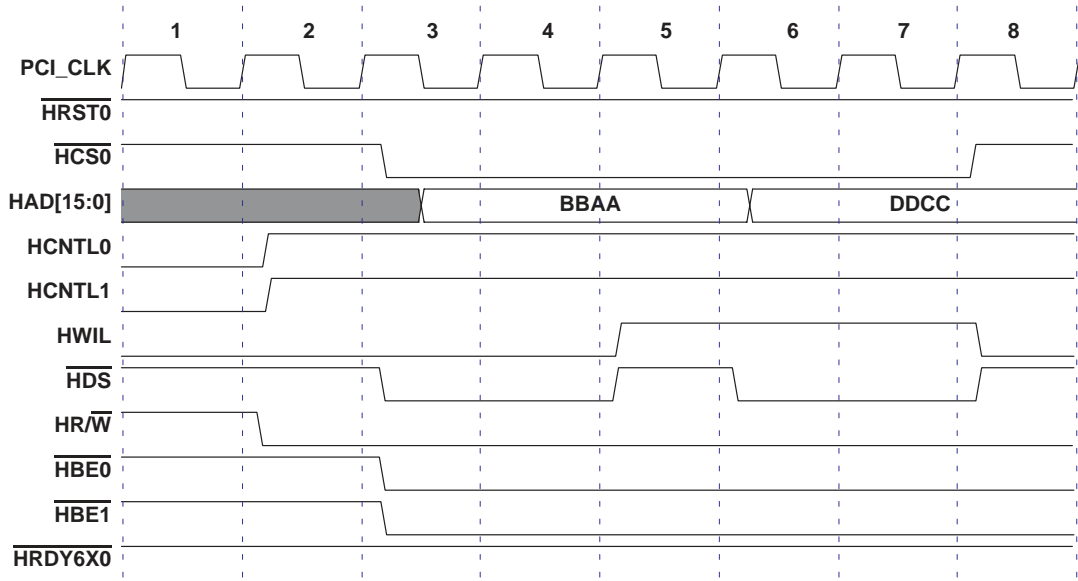 1 2 3 4 5 6 7 8
PCI_CLK
HRST0
HCS0
HAD[15:0] BBAA DDCC
HCNTL0
HCNTL1
HWIL
HDS
HR/W
HBE0
HBE1
HRDY6X0